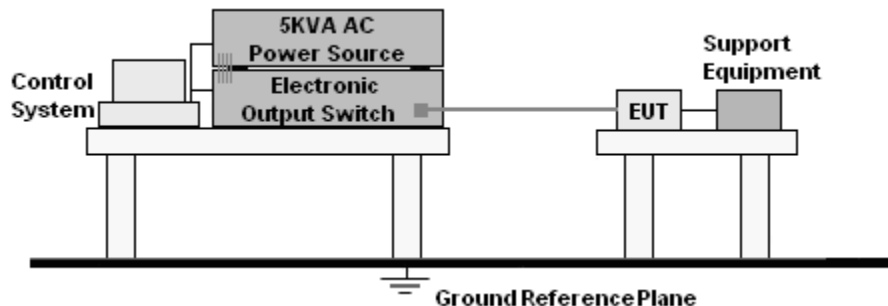 5KVA AC
Power Source
Control
System
Electronic
Output Switch
Support
Equipment
EUT
Ground Reference Plane